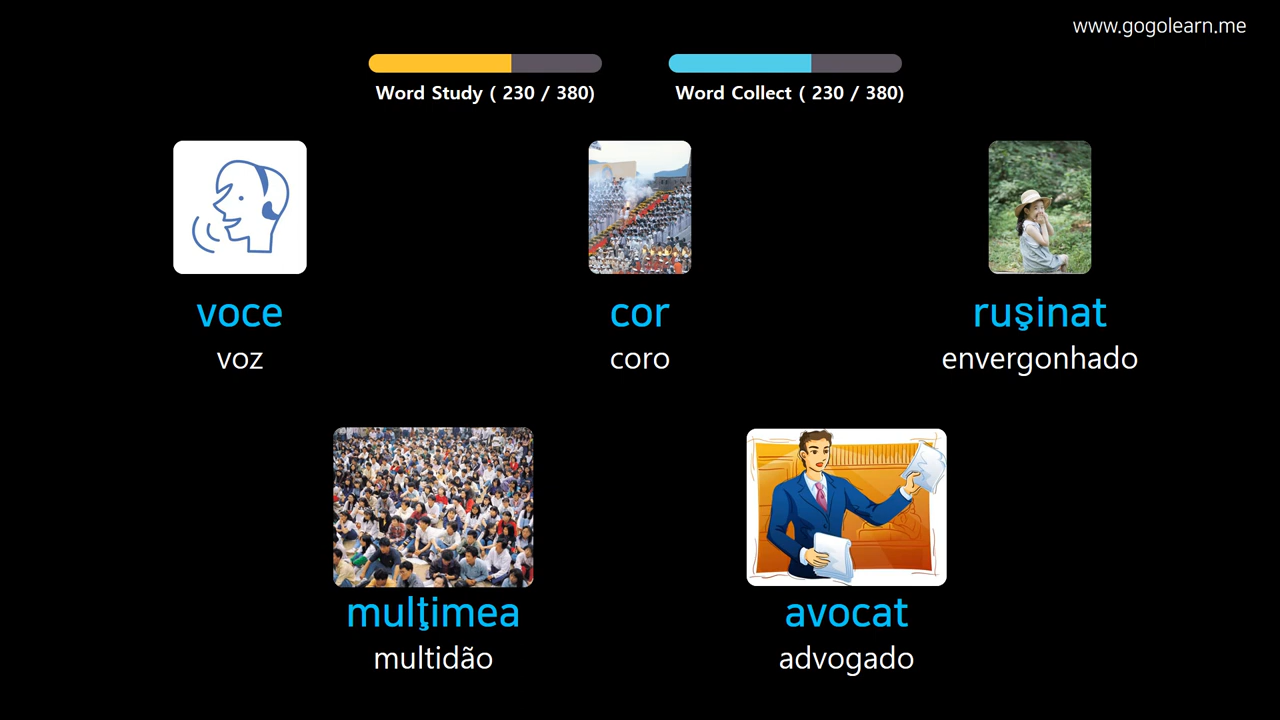 www.gogolearn.me
Word Study ( 230 / 380)
Word Collect ( 230 / 380)
voce
cor
ruşinat
voz
coro
envergonhado
mulţimea
avocat
multidão
advogado